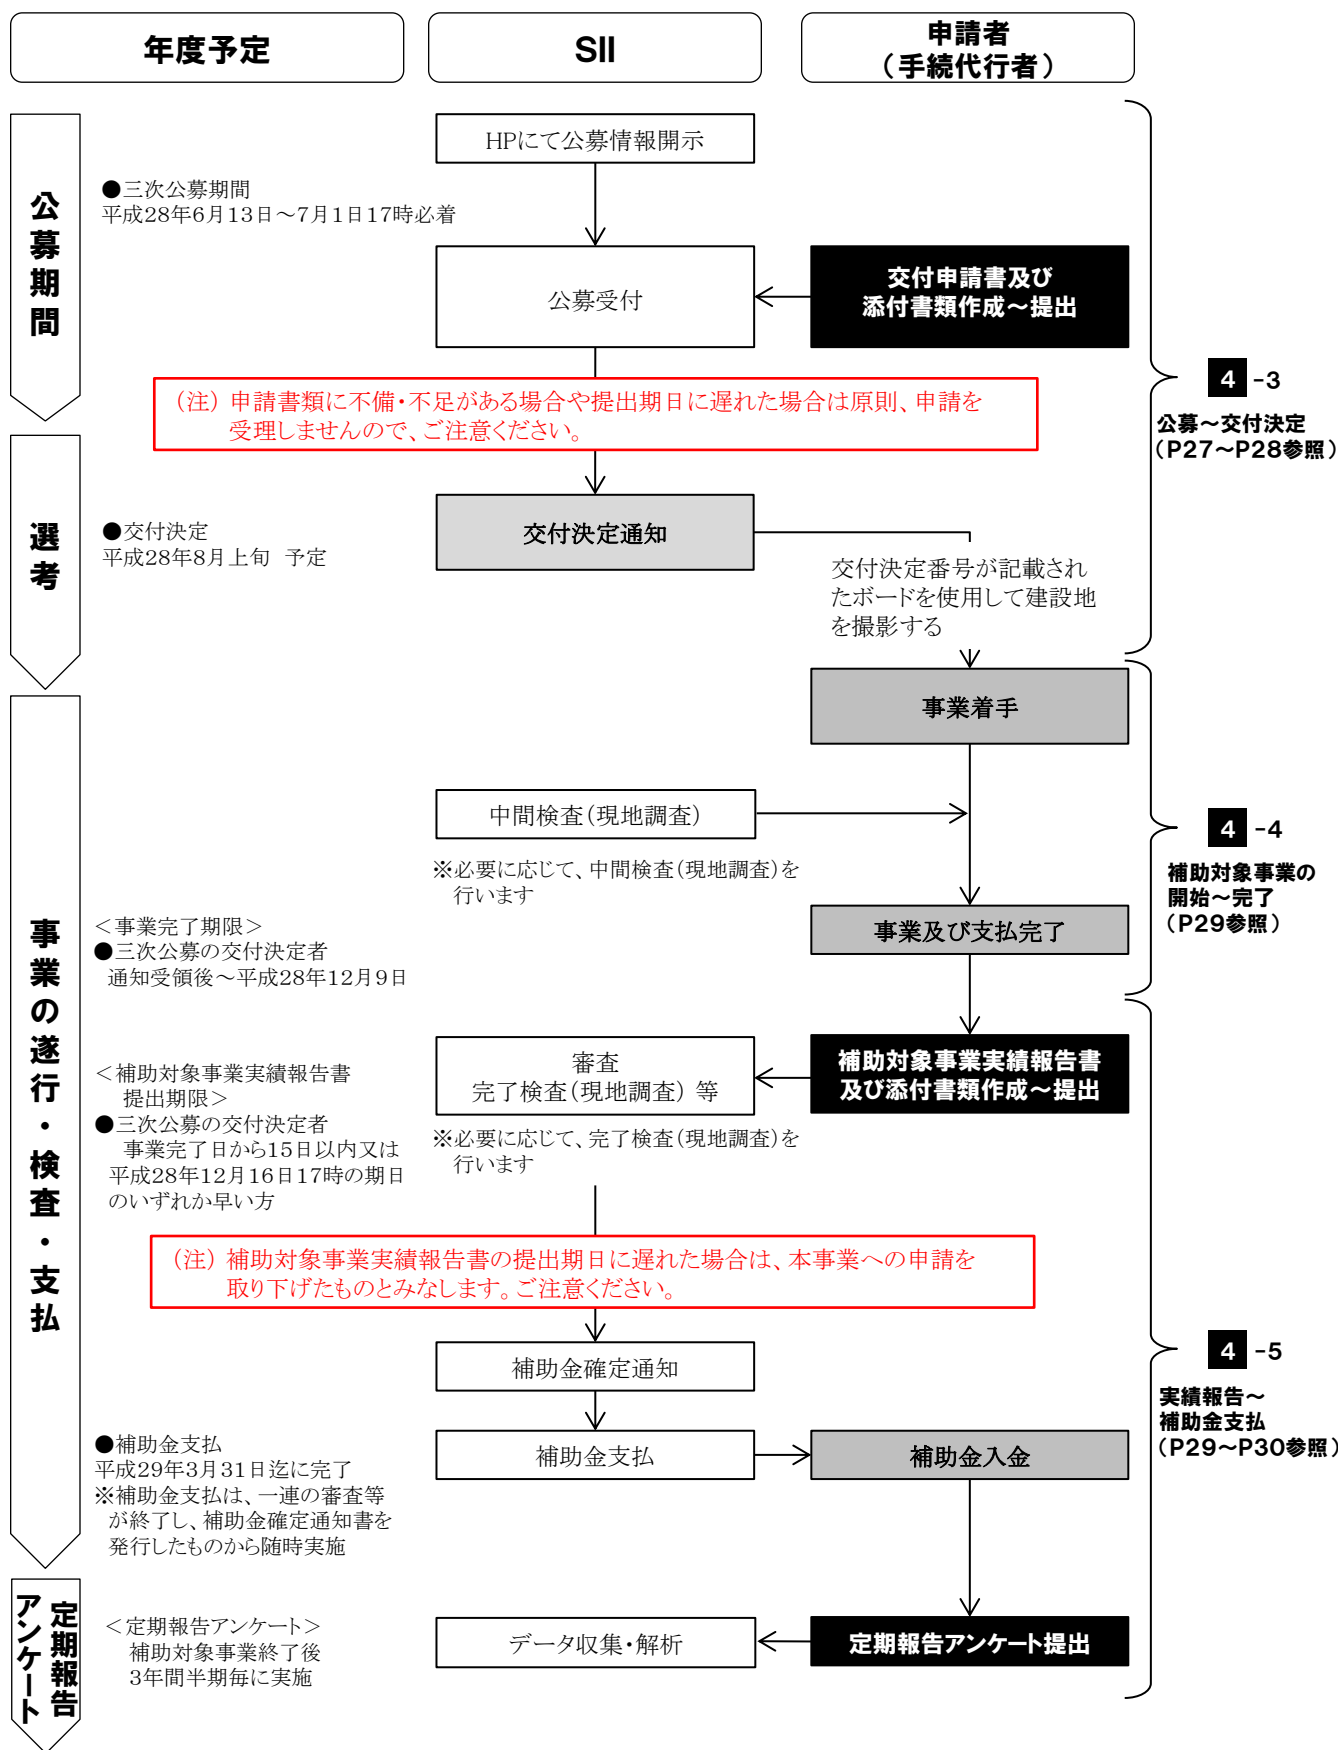 年度予定
SII
申請者
（手続代行者）
公募期間
HPにて公募情報開示
●三次公募期間
平成28年6月13日～7月1日17時必着
公募受付
交付申請書及び
添付書類作成～提出
（注）申請書類に不備・不足がある場合や提出期日に遅れた場合は原則、申請を
受理しませんので、ご注意ください。
4 -3
公募～交付決定
（P27～P28参照）
選考
●交付決定
平成28年8月上旬 予定
交付決定通知
交付決定番号が記載され
たボードを使用して建設地
を撮影する
事業の遂行・検査・支払
事業着手
中間検査（現地調査）
※必要に応じて、中間検査（現地調査）を
行います
4 -4
補助対象事業の
開始～完了
（P29参照）
＜事業完了期限＞
●三次公募の交付決定者
通知受領後～平成28年12月9日
事業及び支払完了
＜補助対象事業実績報告書
提出期限＞
●三次公募の交付決定者
事業完了日から15日以内又は
平成28年12月16日17時の期日
のいずれか早い方
審査
完了検査（現地調査）等
※必要に応じて、完了検査（現地調査）を
行います
補助対象事業実績報告書
及び添付書類作成～提出
（注）補助対象事業実績報告書の提出期日に遅れた場合は、本事業への申請を
取り下げたものとみなします。ご注意ください。
補助金確定通知
4 -5
実績報告～
補助金支払
（P29～P30参照）
●補助金支払
平成29年3月31日迄に完了
※補助金支払は、一連の審査等
が終了し、補助金確定通知書を
発行したものから随時実施
補助金支払
補助金入金
定期報告
アンケート
＜定期報告アンケート＞
補助対象事業終了後
3年間半期毎に実施
データ収集・解析
定期報告アンケート提出